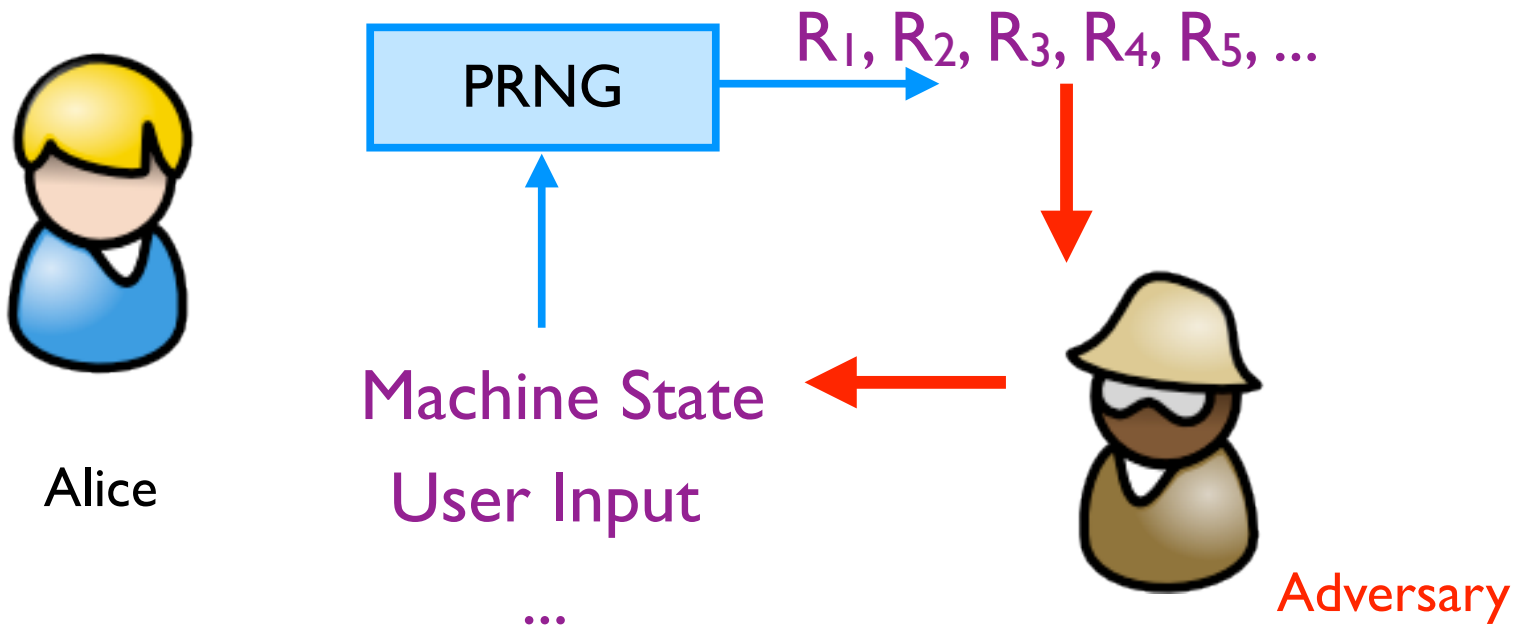 R₁, R₂, R₃, R₄, R₅, ...
PRNG
Machine State
Alice
User Input
Adversary
...